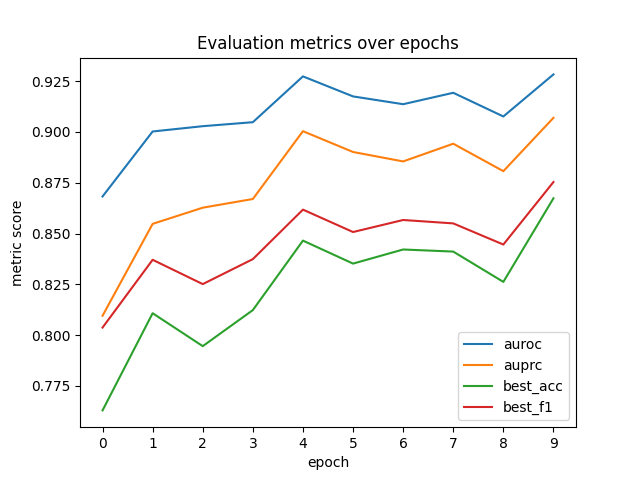 Evaluation metrics over epochs
metric score
0.925
0.900
0.875
0.850
0.825
0.800
0.775
auroc
auprc
best_acc
best_f1
0 1 2 3 4 5 6 7 8 9
epoch